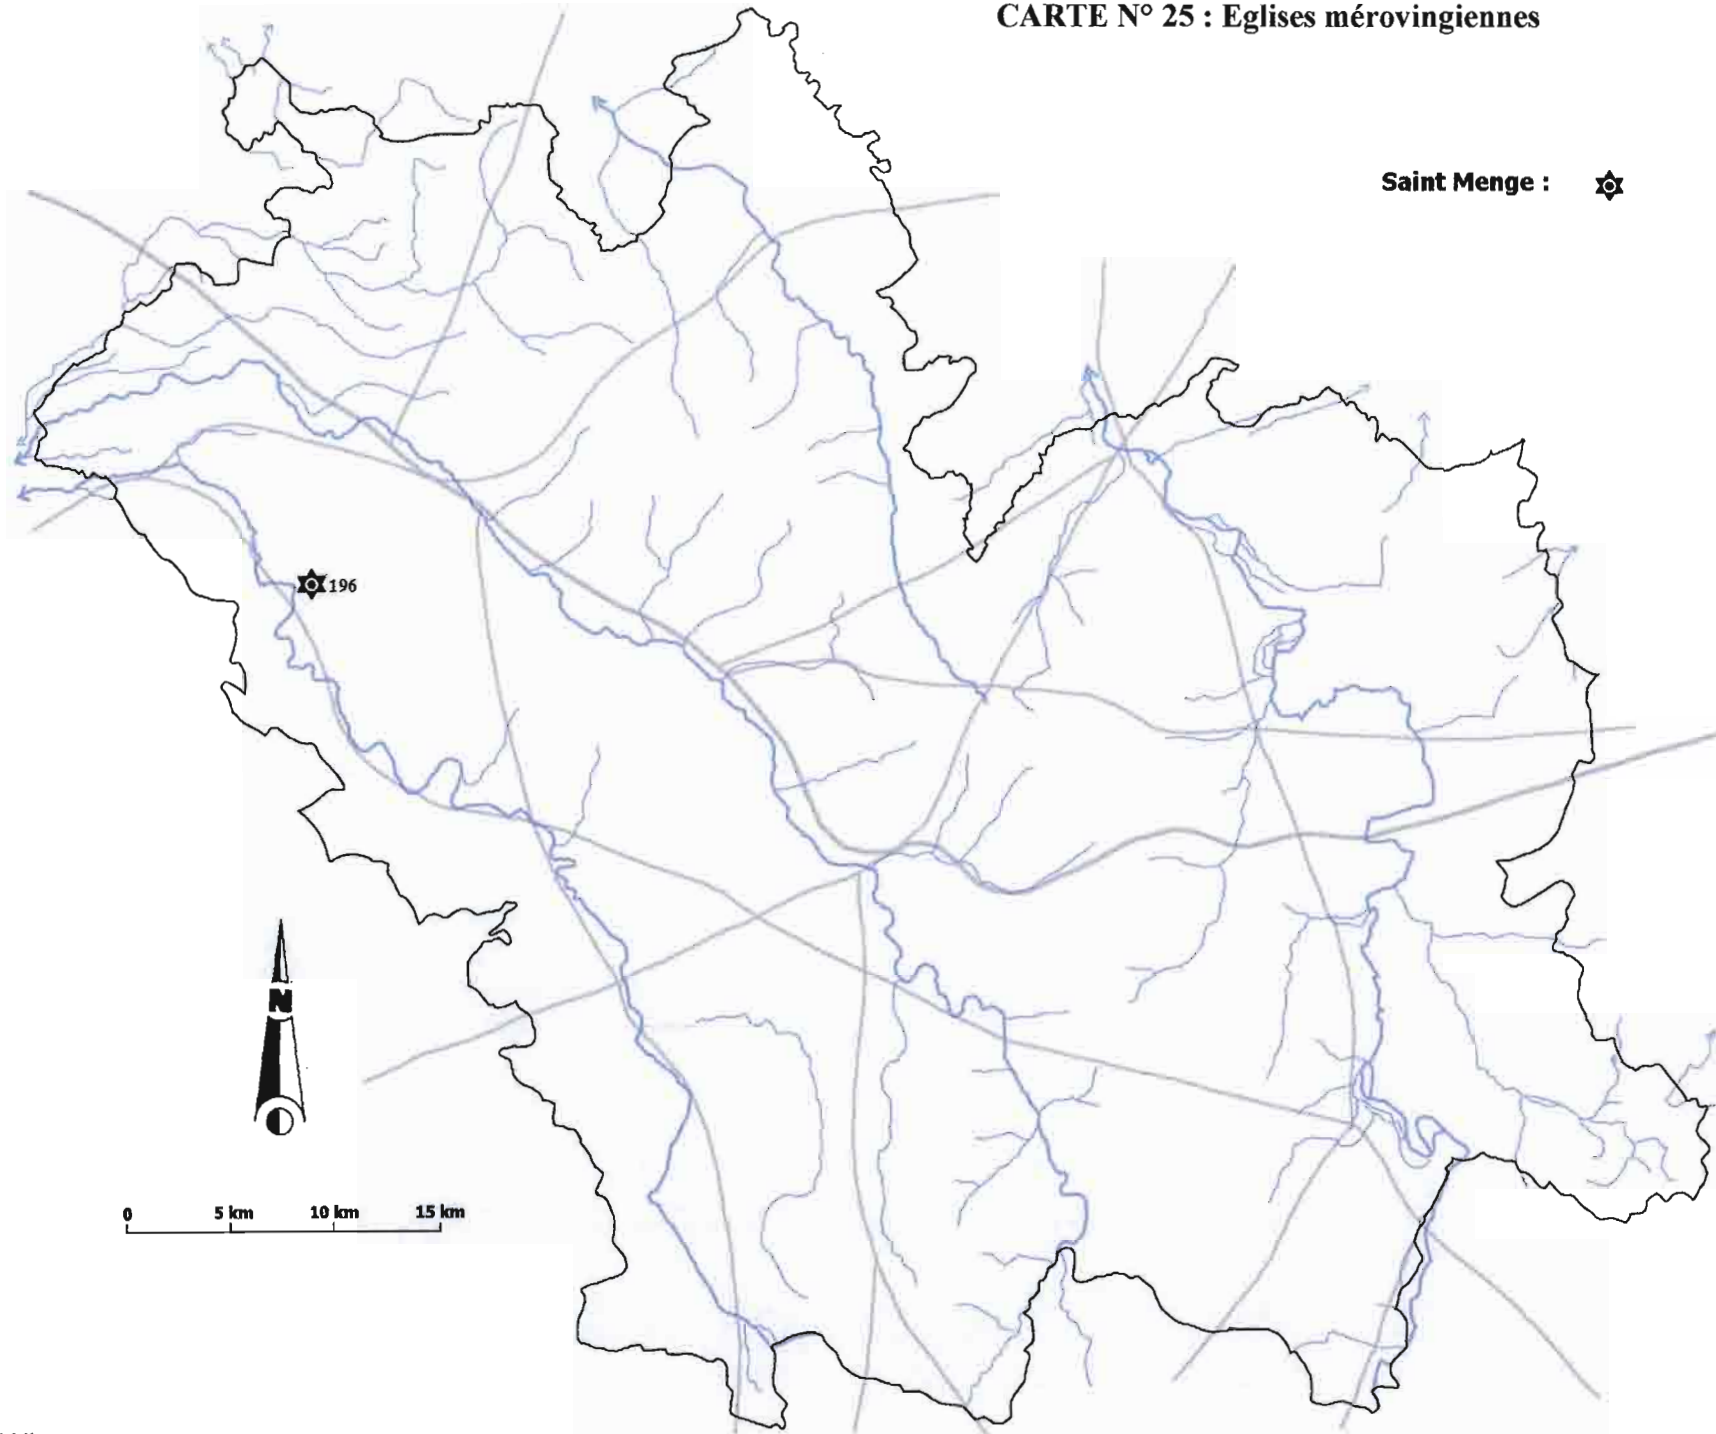 CARTE N° 25 : Eglises mérovingiennes
Saint Menge :
196
N
0 5 km 10 km 15 km